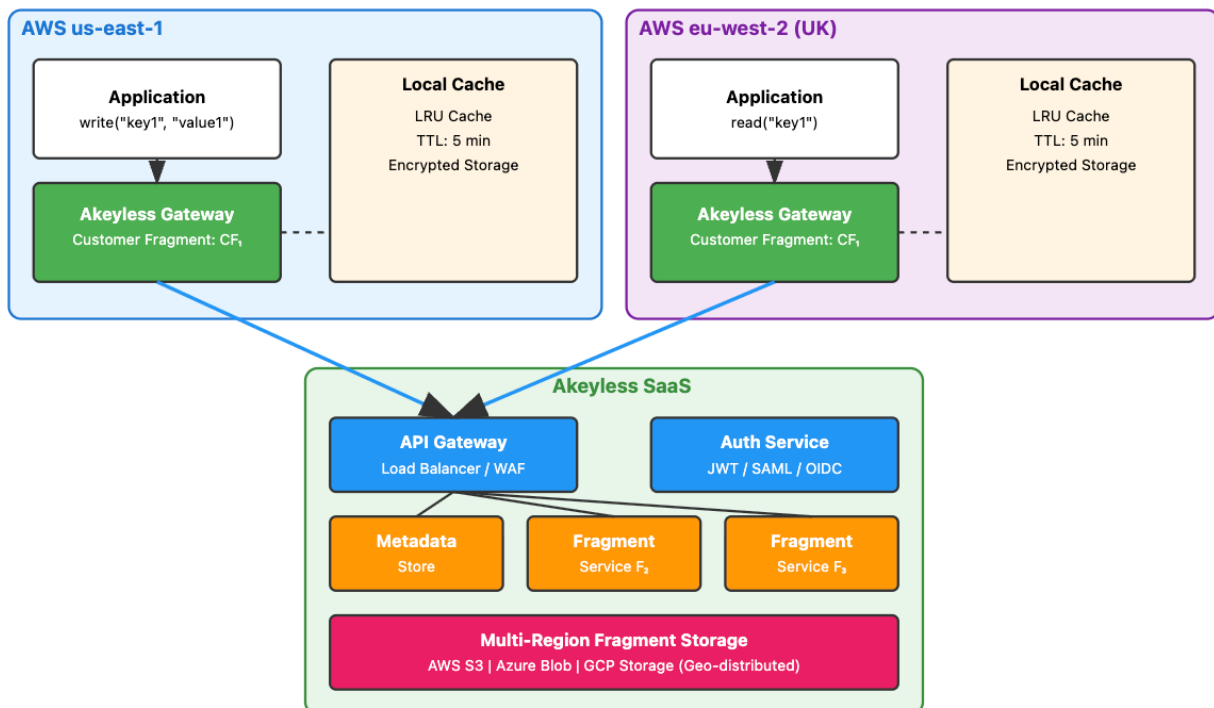 AWS us-east-1
Application
write("key1", "value1")
Akeyless Gateway
Customer Fragment: CF₁
Local Cache
LRU Cache
TTL: 5 min
Encrypted Storage
AWS eu-west-2 (UK)
Application
read("key1")
Akeyless Gateway
Customer Fragment: CF₁
Local Cache
LRU Cache
TTL: 5 min
Encrypted Storage
Akeyless SaaS
API Gateway
Load Balancer / WAF
Auth Service
JWT / SAML / OIDC
Metadata
Store
Fragment
Service F₂
Fragment
Service F₃
Multi-Region Fragment Storage
AWS S3 | Azure Blob | GCP Storage (Geo-distributed)